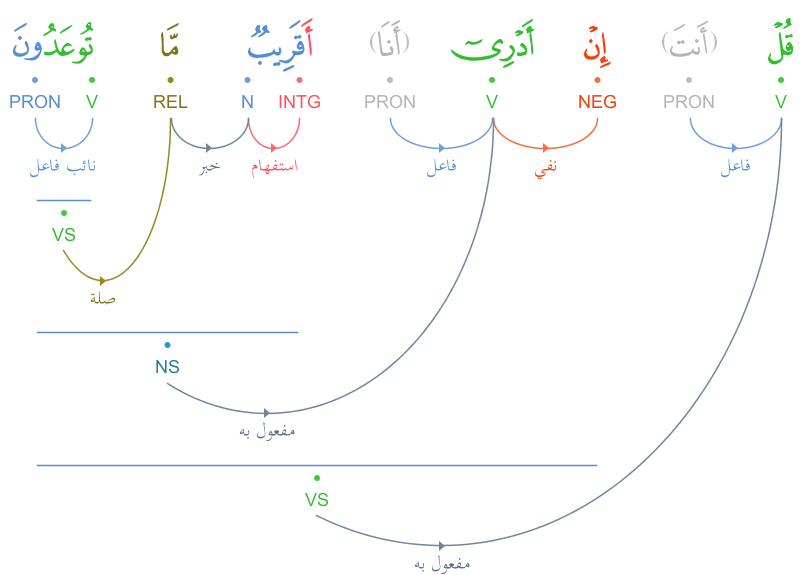 قُلْ (أَنتَ) إِنْ أَدْرِىٓ (أَنَا) أَقَرِيبٌ مَّا تُوعَدُونَ
V PRON NEG V PRON INTG N REL V PRON
فاعل نفي فاعل استفهام خبر نائب فاعل
VS
صلة
NS
مفعول به
VS
مفعول به